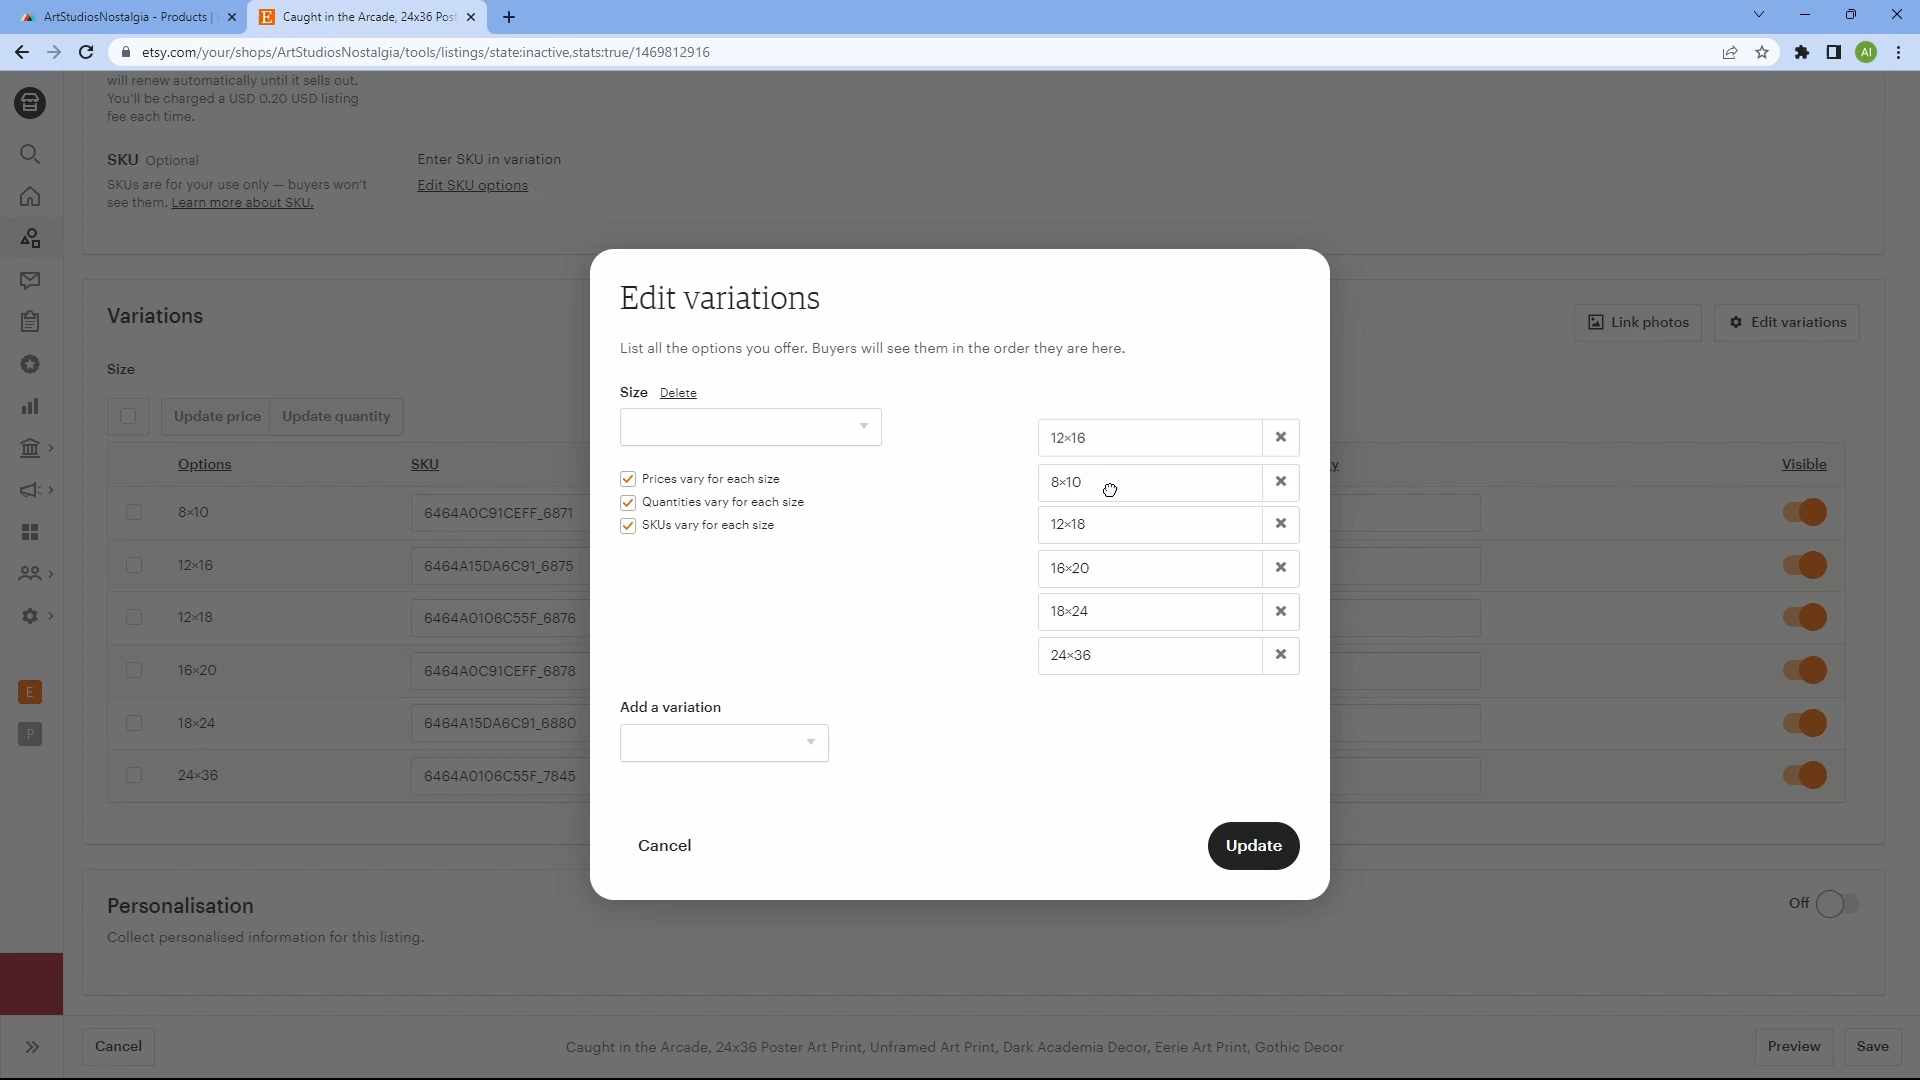 ArtStudiosNostalgia - Products |
Caught in the Arcade, 24x36 Post
etsy.com/your/shops/ArtStudiosNostalgia/tools/listings/state:inactive,stats:true/1469812916
AI
will renew automatically until it sells out.
You'll be charged a USD 0.20 USD listing
fee each time.
SKU Optional
SKUs are for your use only — buyers won't
see them. Learn more about SKU.
Enter SKU in variation
Edit SKU options
Variations
Link photos
Edit variations
Size
Update price
Update quantity
Options
SKU
y
Visible
8×10
6464A0C91CEFF_6871
12×16
6464A15DA6C91_6875
12×18
6464A0106C55F_6876
16×20
6464A0C91CEFF_6878
18×24
6464A15DA6C91_6880
24×36
6464A0106C55F_7845
Edit variations
List all the options you offer. Buyers will see them in the order they are here.
Size Delete
Prices vary for each size
Quantities vary for each size
SKUs vary for each size
12×16
8×10
12×18
16×20
18×24
24×36
Add a variation
Cancel
Update
E
P
Personalisation
Collect personalised information for this listing.
Off
Cancel
Caught in the Arcade, 24x36 Poster Art Print, Unframed Art Print, Dark Academia Decor, Eerie Art Print, Gothic Decor
Preview
Save